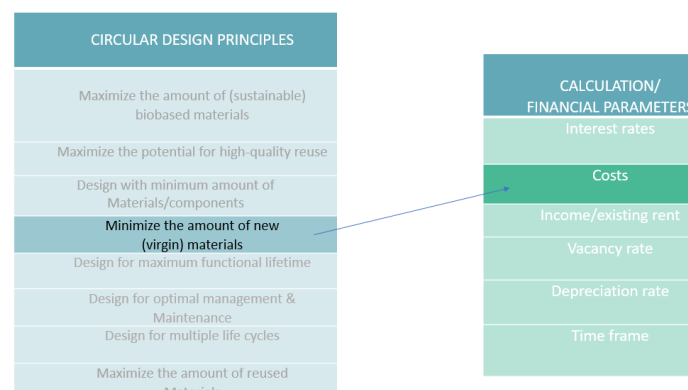 CIRCULAR DESIGN PRINCIPLES
Maximize the amount of (sustainable)
biobased materials
Maximize the potential for high-quality reuse
Design with minimum amount of
Materials/components
Minimize the amount of new
(virgin) materials
Design for maximum functional lifetime
Design for optimal management &
Maintenance
Design for multiple life cycles
Maximize the amount of reused
Materials
CALCULATION/
FINANCIAL PARAMETERS
Interest rates
Costs
Income/existing rent
Vacancy rate
Depreciation rate
Time frame